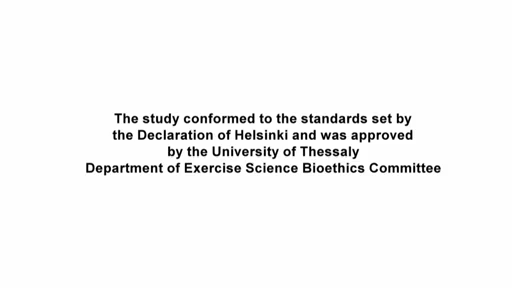 The study conformed to the standards set by
the Declaration of Helsinki and was approved
by the University of Thessaly
Department of Exercise Science Bioethics Committee